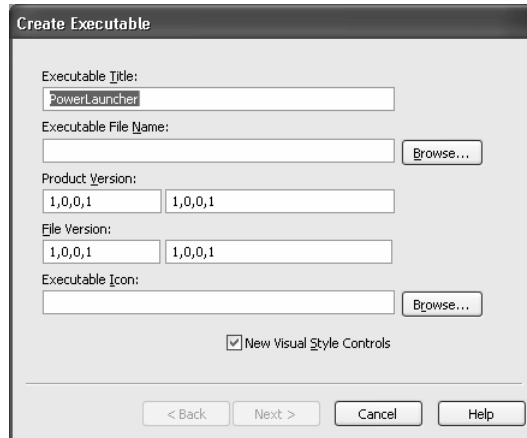 Create Executable
Executable Title:
PowerLauncher
Executable File Name:
Browse...
Product Version:
1,0,0,1 1,0,0,1
File Version:
1,0,0,1 1,0,0,1
Executable Icon:
Browse...
New Visual Style Controls
< Back Next > Cancel Help